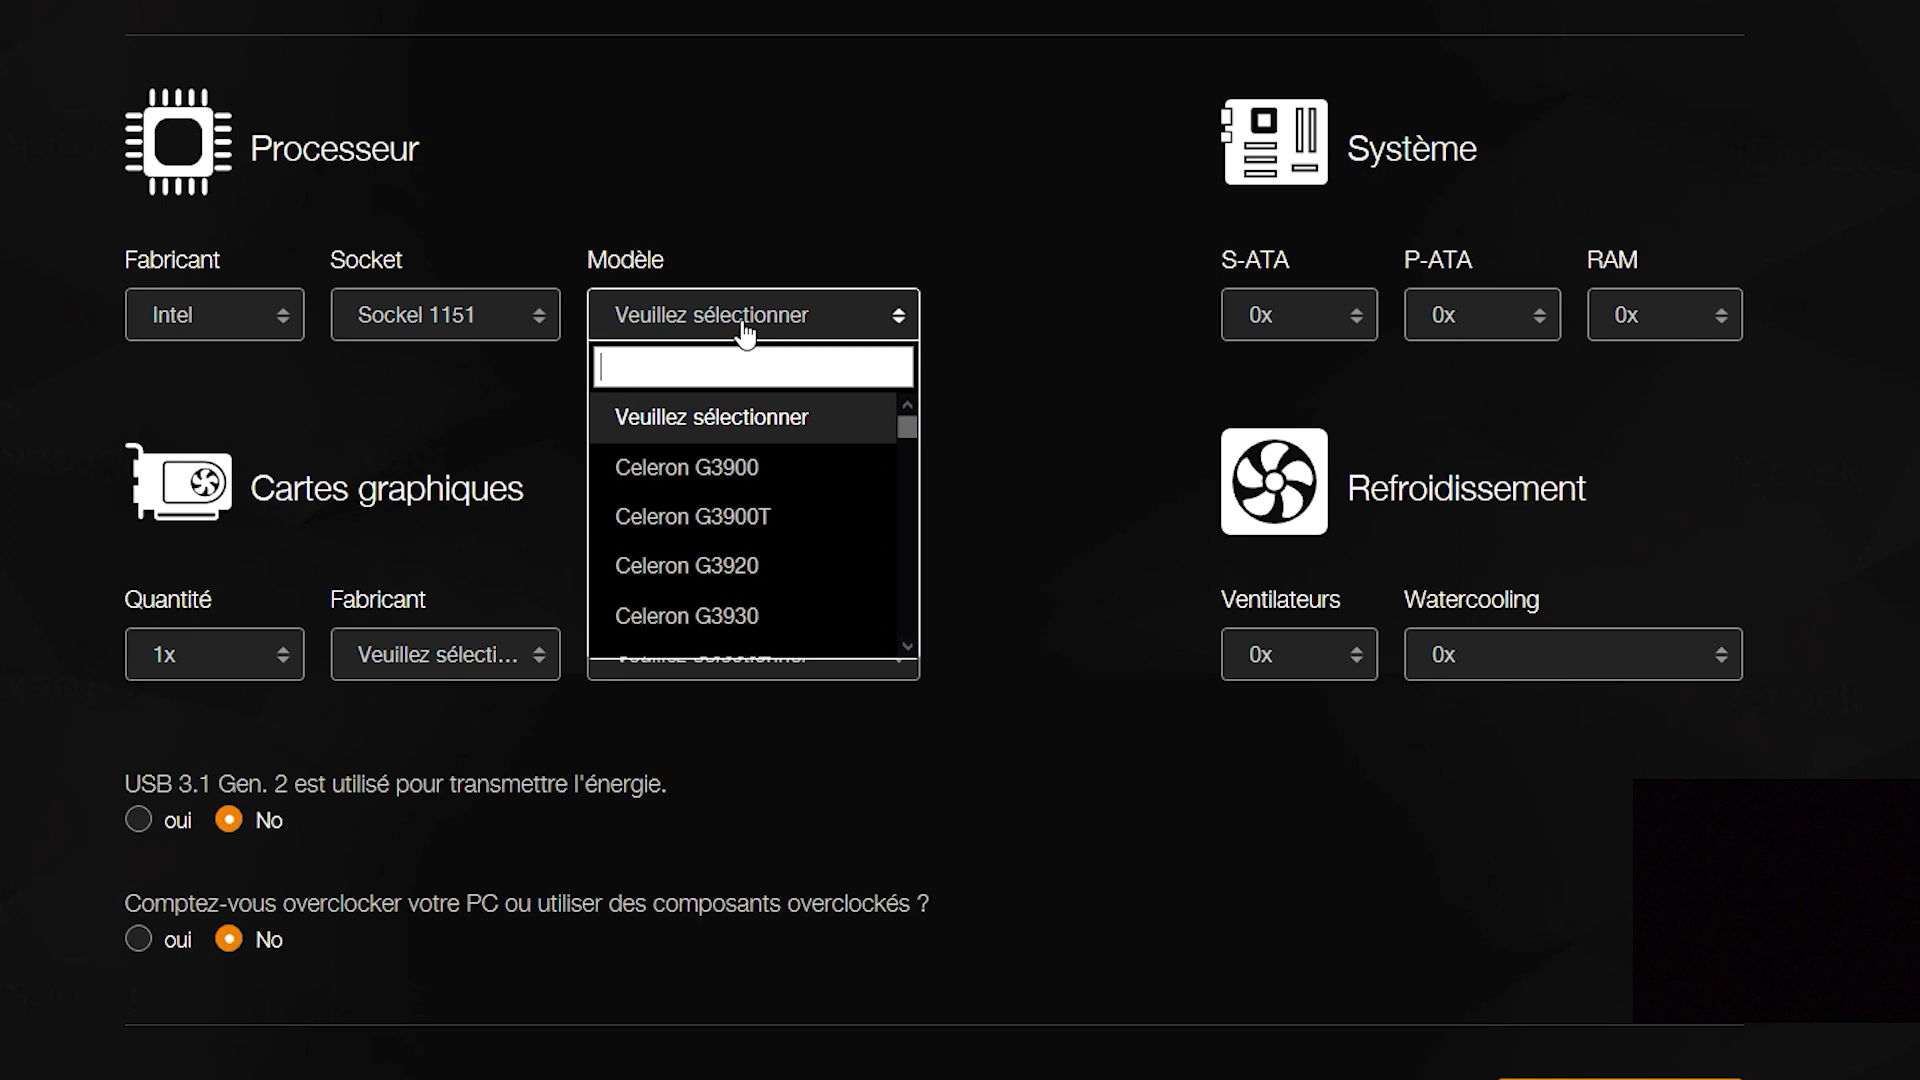 Processeur
Système
Fabricant
Socket
Modèle
S-ATA
P-ATA
RAM
Intel
Sockel 1151
Veuillez sélectionner
0x
0x
0x
Veuillez sélectionner
Celeron G3900
Celeron G3900T
Celeron G3920
Celeron G3930
Cartes graphiques
Refroidissement
Quantité
Fabricant
Ventilateurs
Watercooling
1x
Veuillez sélecti...
0x
0x
USB 3.1 Gen. 2 est utilisé pour transmettre l'énergie.
oui
No
Comptez-vous overclocker votre PC ou utiliser des composants overclockés ?
oui
No